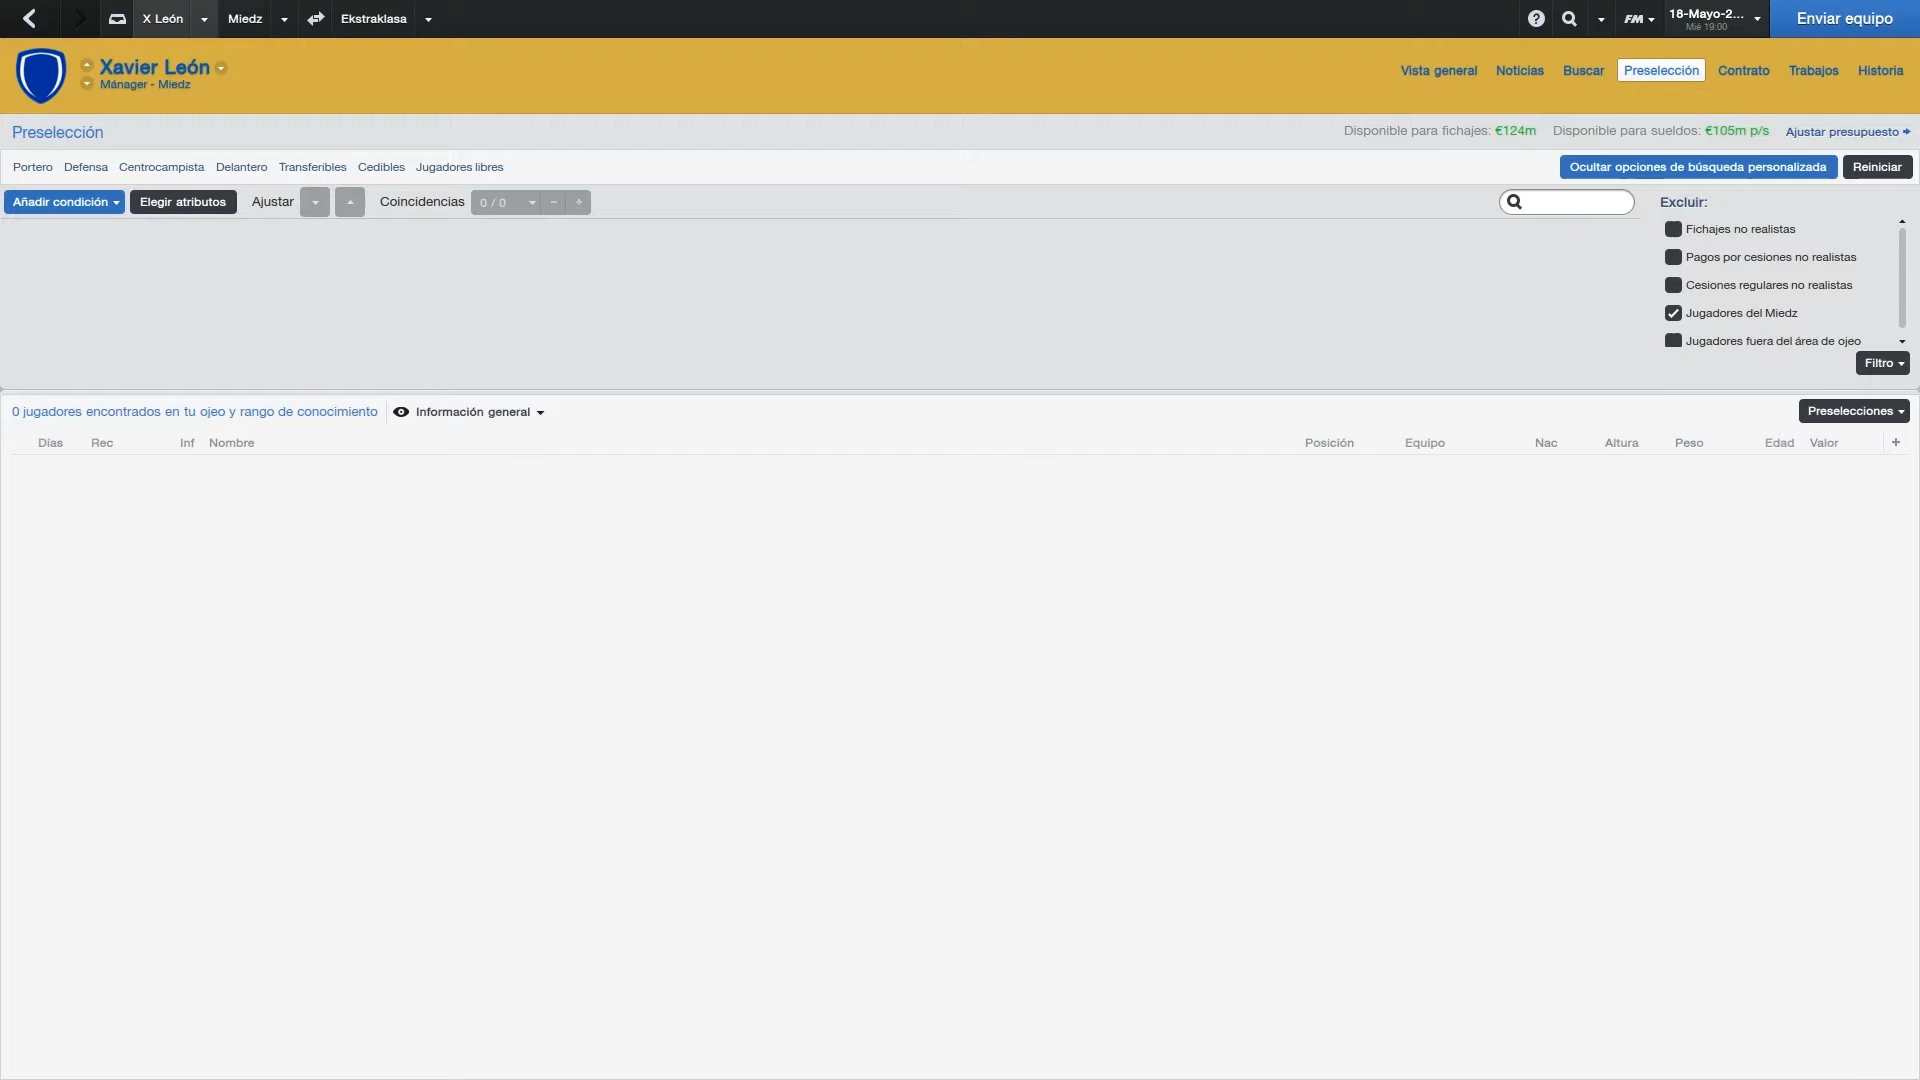 X León Miedz Ekstraklasa FM 18-Mayo-2... Enviar equipo
Mié 19:00
Xavier León
Mánager - Miedz
Vista general Noticias Buscar Preselección Contrato Trabajos Historia
Preselección Disponible para fichajes: €124m Disponible para sueldos: €105m p/s Ajustar presupuesto
Portero Defensa Centrocampista Delantero Transferibles Cedibles Jugadores libres Ocultar opciones de búsqueda personalizada Reiniciar
Añadir condición Elegir atributos Ajustar Coincidencias 0 / 0 - + Excluir:
Fichajes no realistas
Pagos por cesiones no realistas
Cesiones regulares no realistas
Jugadores del Miedz
Jugadores fuera del área de ojeo
Filtro
0 jugadores encontrados en tu ojeo y rango de conocimiento Información general Preselecciones
Días Rec Inf Nombre Posición Equipo Nac Altura Peso Edad Valor +